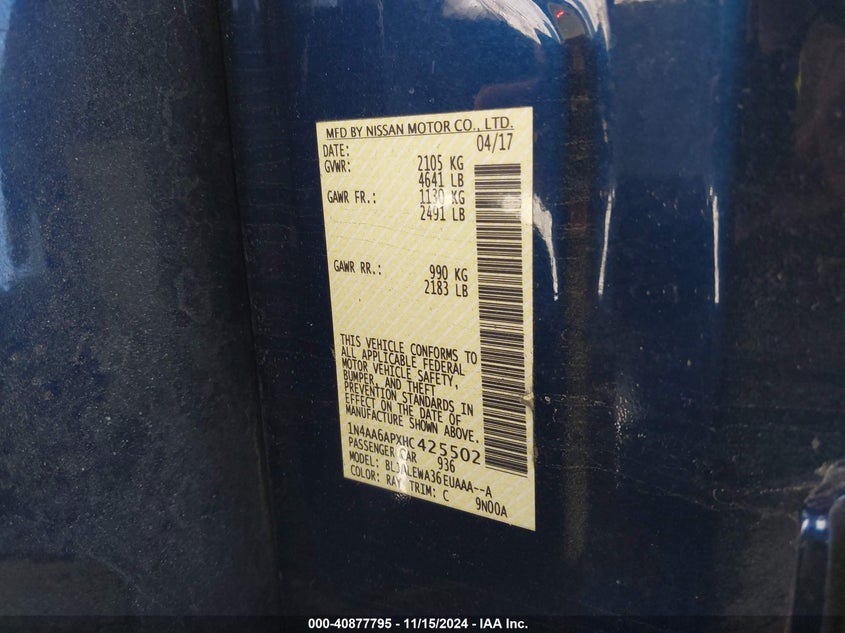 MFD BY NISSAN MOTOR CO., LTD.
DATE: 04/17
GVWR: 2105 KG
4641 LB
GAWR FR.: 1130 KG
2491 LB
GAWR RR.: 990 KG
2183 LB
THIS VEHICLE CONFORMS TO
ALL APPLICABLE FEDERAL
MOTOR VEHICLE SAFETY,
BUMPER, AND THEFT
PREVENTION STANDARDS IN
EFFECT ON THE DATE OF
MANUFACTURE SHOWN ABOVE.
1N4AA6APXHC425502
PASSENGER CAR 936
MODEL:
COLOR: RAY TRIM: C 9N00A
000-40877795 - 11/15/2024 - IAA Inc.